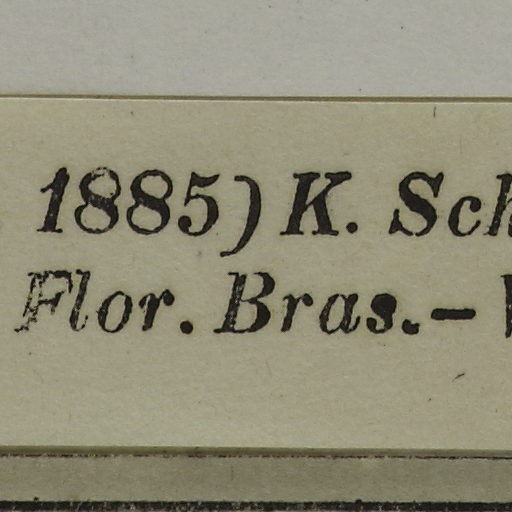 1885) K. Sch
Flor. Bras.–